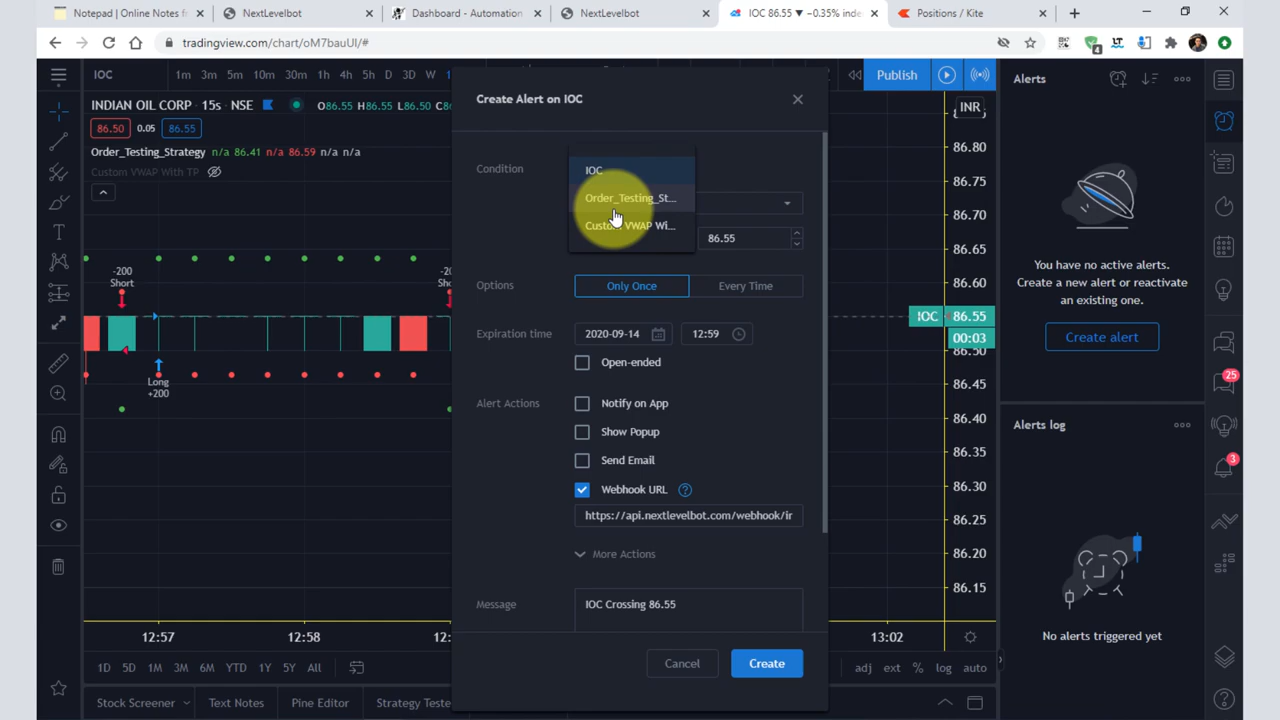 Notepad | Online Notes for
NextLevelbot
Dashboard - Automation
NextLevelbot
IOC 86.55 ▼ −0.35%
Positions / Kite
tradingview.com/chart/oM7bauUI/#
4
IOC
1m 3m 5m 10m 30m 1h 4h D 3D W
Publish
Alerts
INDIAN OIL CORP • 15s • NSE
O86.55 H86.55 L86.50
86.50 0.05 86.55
Order_Testing_Strategy n/a 86.41 n/a 86.59 n/a n/a
Custom VWAP With TP
-200
Short
Long
+200
-200
Short
12:57
12:58
13:02
Create Alert on IOC
Condition
IOC
Order_Testing_St...
Custom VWAP Wi...
86.55
Options
Only Once
Every Time
Expiration time
2020-09-14
12:59
Open-ended
Alert Actions
Notify on App
Show Popup
Send Email
Webhook URL
https://api.nextlevelbot.com/webhook/ir
More Actions
Message
IOC Crossing 86.55
Cancel
Create
INR
86.80
86.75
86.70
86.65
86.60
IOC 86.55
00:03
86.50
86.45
86.40
86.35
86.30
86.25
86.20
86.15
You have no active alerts.
Create a new alert or reactivate
an existing one.
Create alert
Alerts log
No alerts triggered yet
25
3
1D 5D 1M 3M 6M YTD 1Y 5Y All
adj ext % log auto
Stock Screener
Text Notes
Pine Editor
Strategy Teste